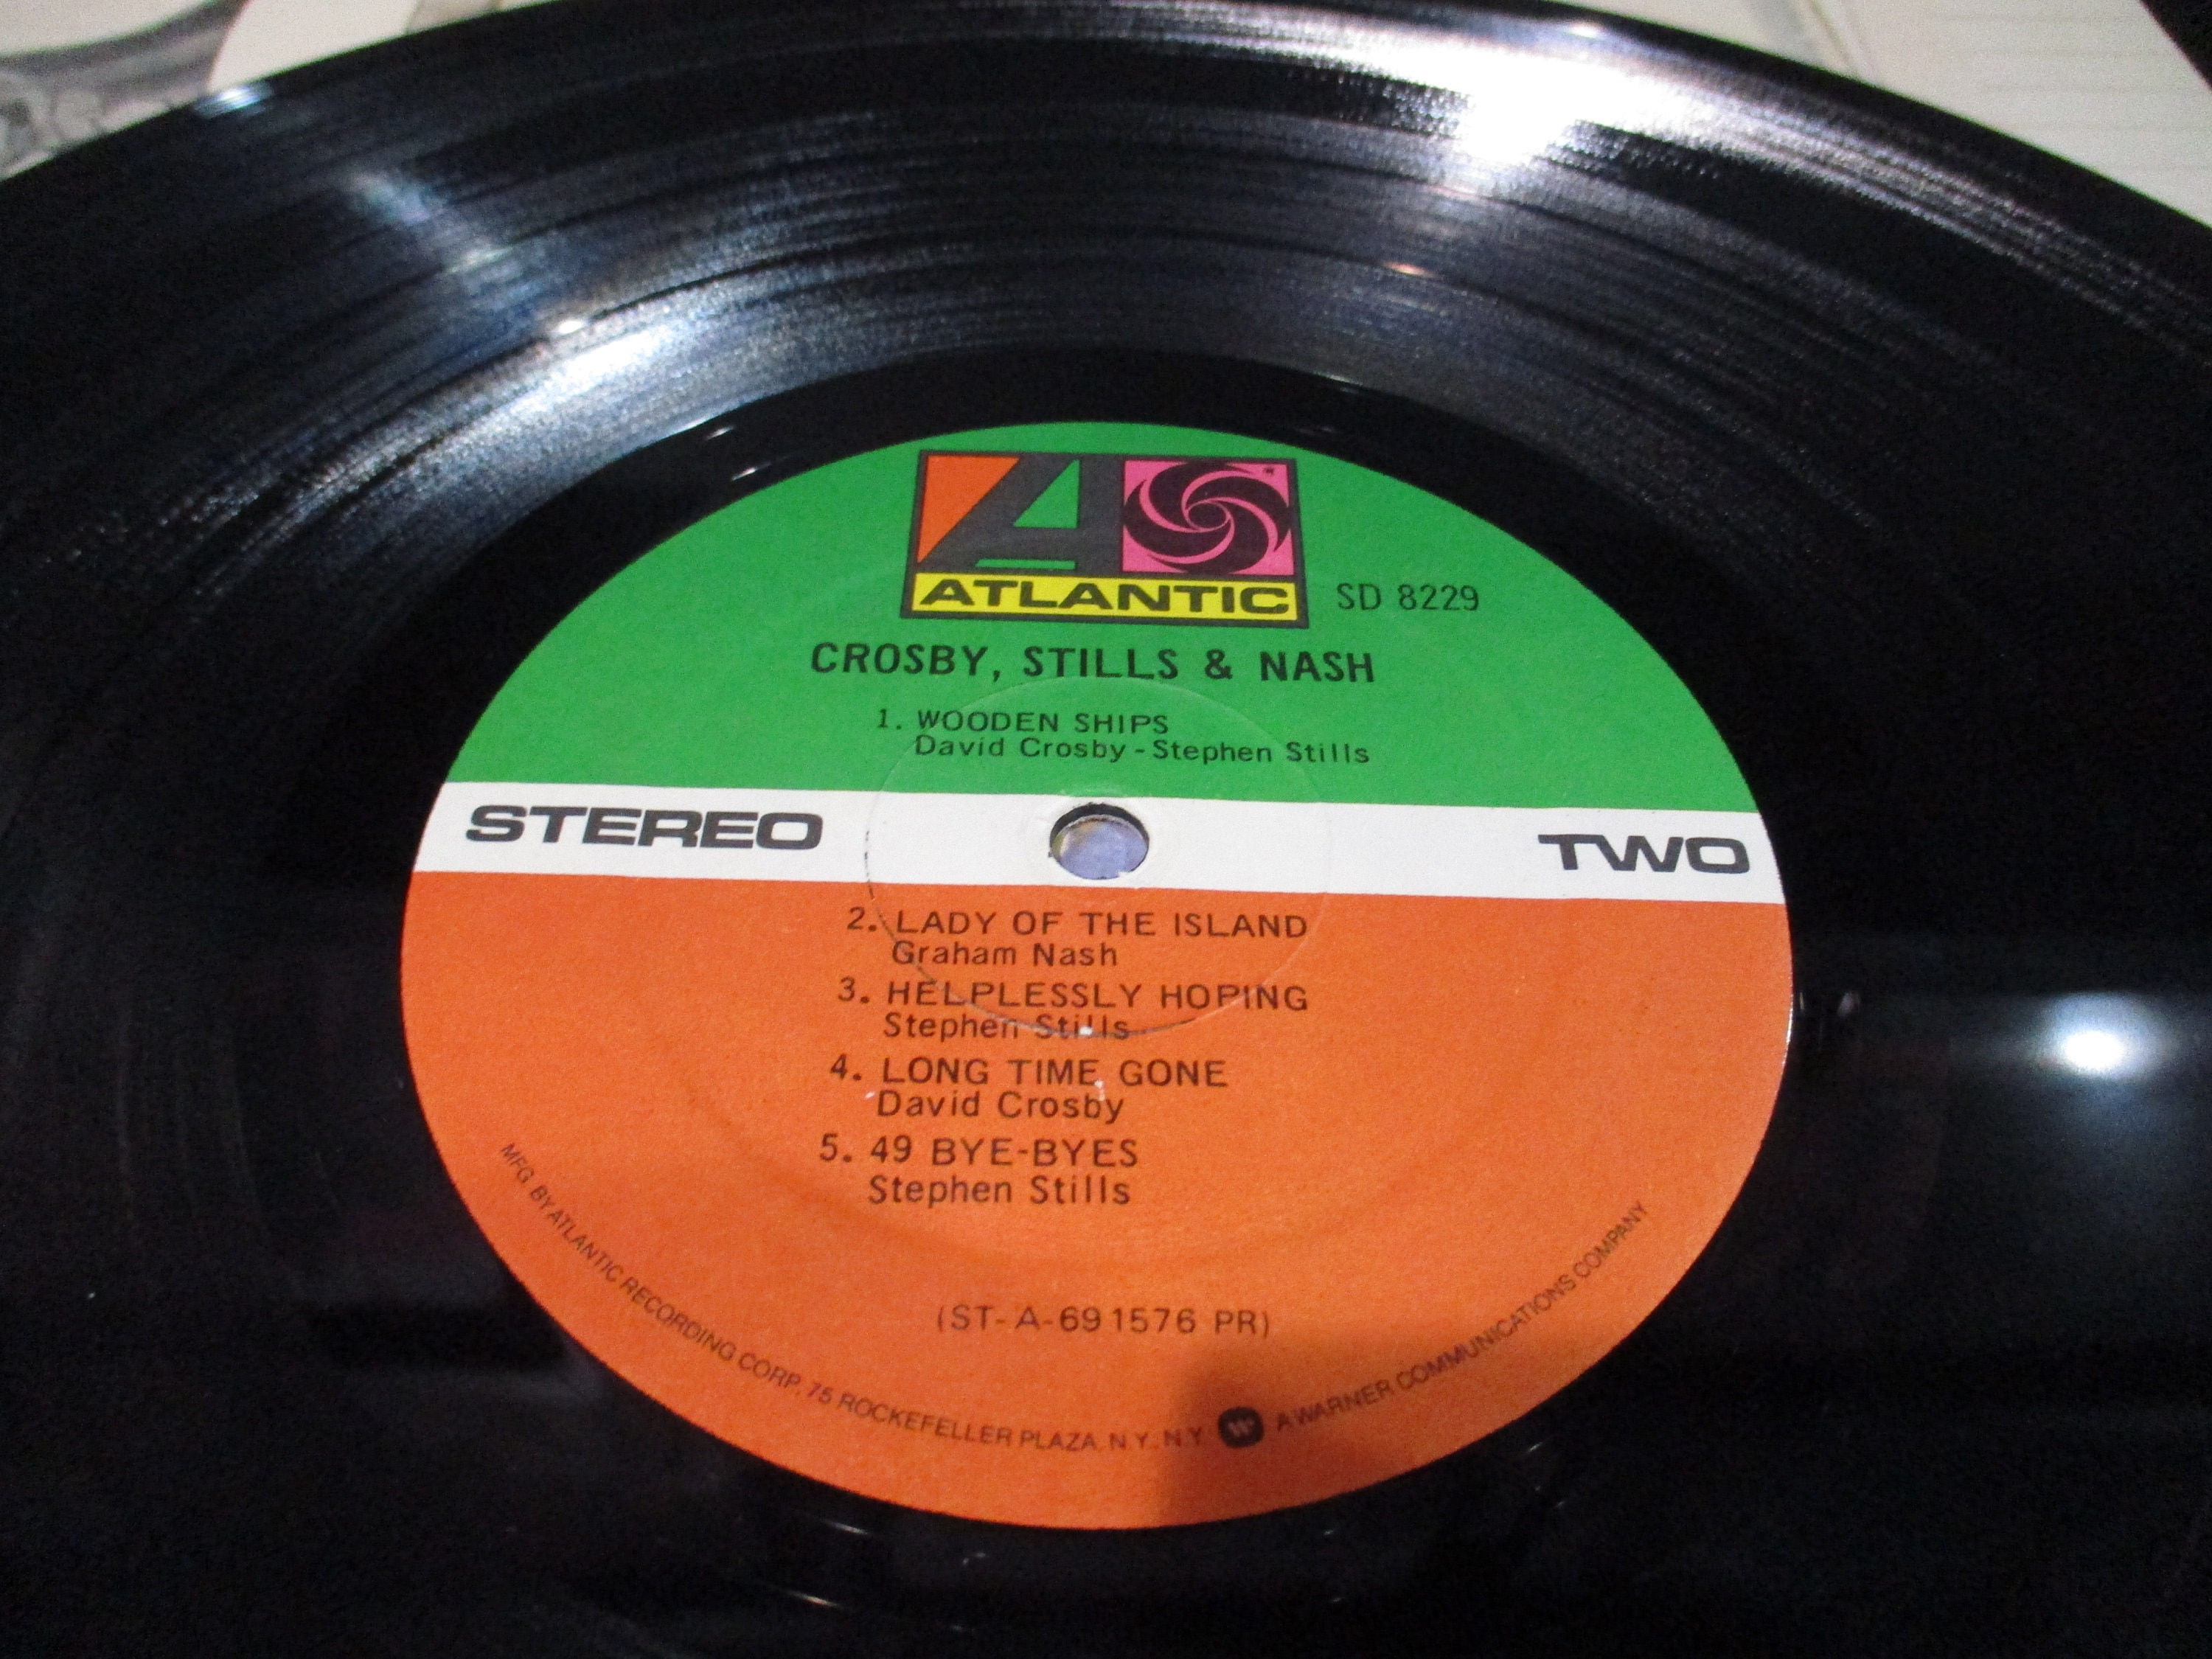 ATLANTIC
SD 8229
CROSBY, STILLS & NASH
1. WOODEN SHIPS
David Crosby - Stephen Stills
STEREO
TWO
2. LADY OF THE ISLAND
Graham Nash
3. HELPLESSLY HOPING
Stephen Stills
4. LONG TIME GONE
David Crosby
5. 49 BYE-BYES
Stephen Stills
(ST-A-691576 PR)
MFG BY ATLANTIC RECORDING CORP. 75 ROCKEFELLER PLAZA, N.Y. N.Y. W A WARNER COMMUNICATIONS COMPANY